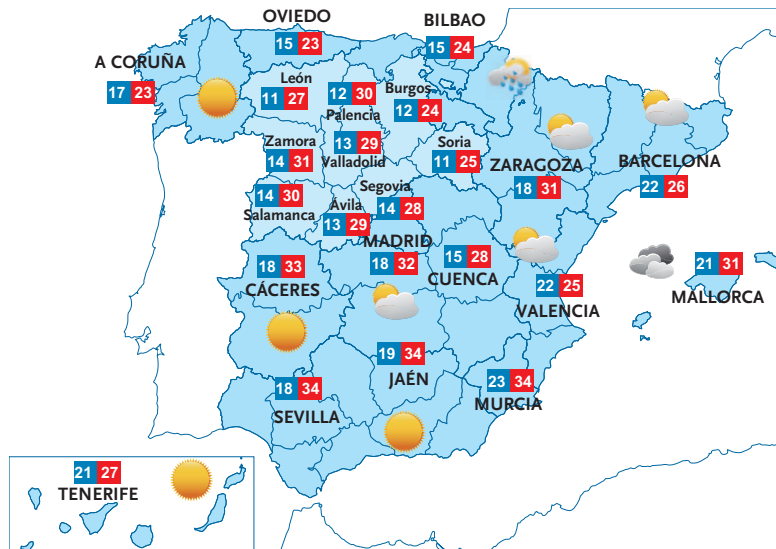 OVIEDO
15 23
BILBAO
15 24
A CORUÑA
17 23
León
11 27
12 30
Palencia
Burgos
12 24
Zamora
14 31
13 29
Valladolid
Soria
11 25
ZARAGOZA
18 31
BARCELONA
22 26
14 30
Salamanca
Ávila
13 29
Segovia
14 28
MADRID
18 32
15 28
CUENCA
18 33
CÁCERES
22 25
VALENCIA
21 31
MALLORCA
19 34
JAÉN
18 34
SEVILLA
23 34
MURCIA
21 27
TENERIFE